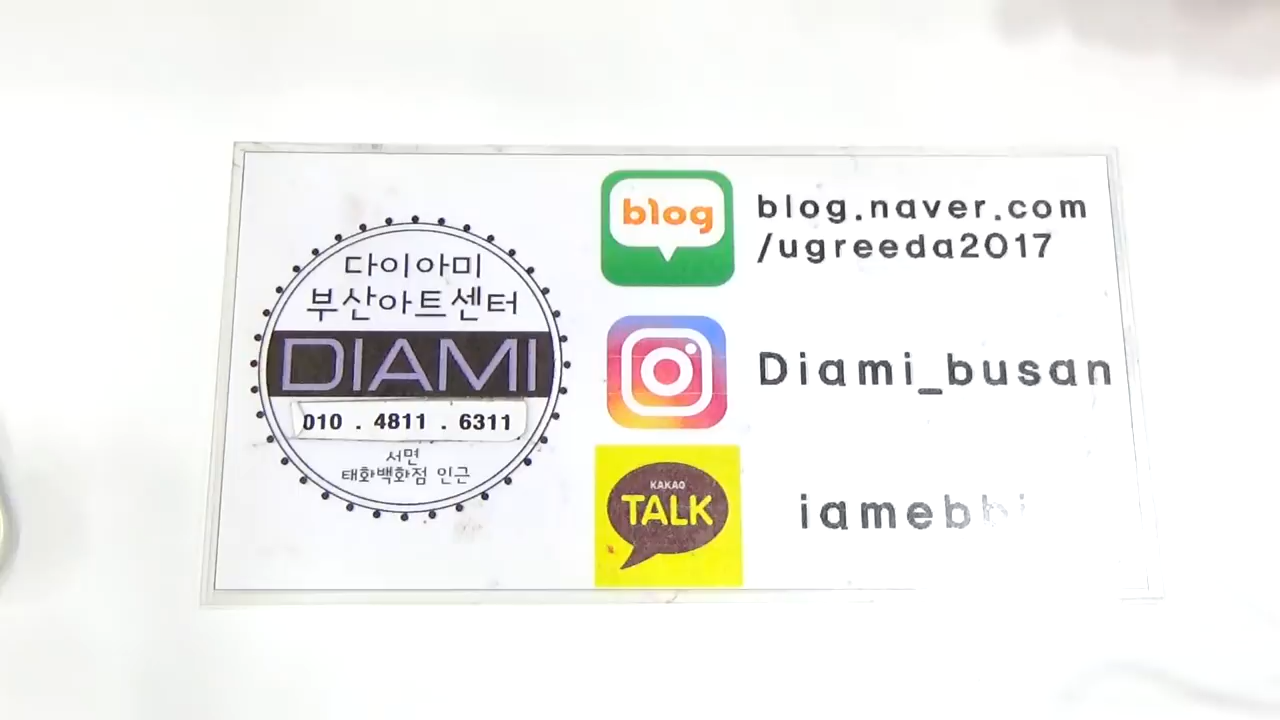 다이아미
부산아트센터
DIAMI
010 . 4811 . 6311
서면
태화백화점 인근
blog
blog.naver.com
/ugreeda2017
Diami_busan
KAKAO
TALK